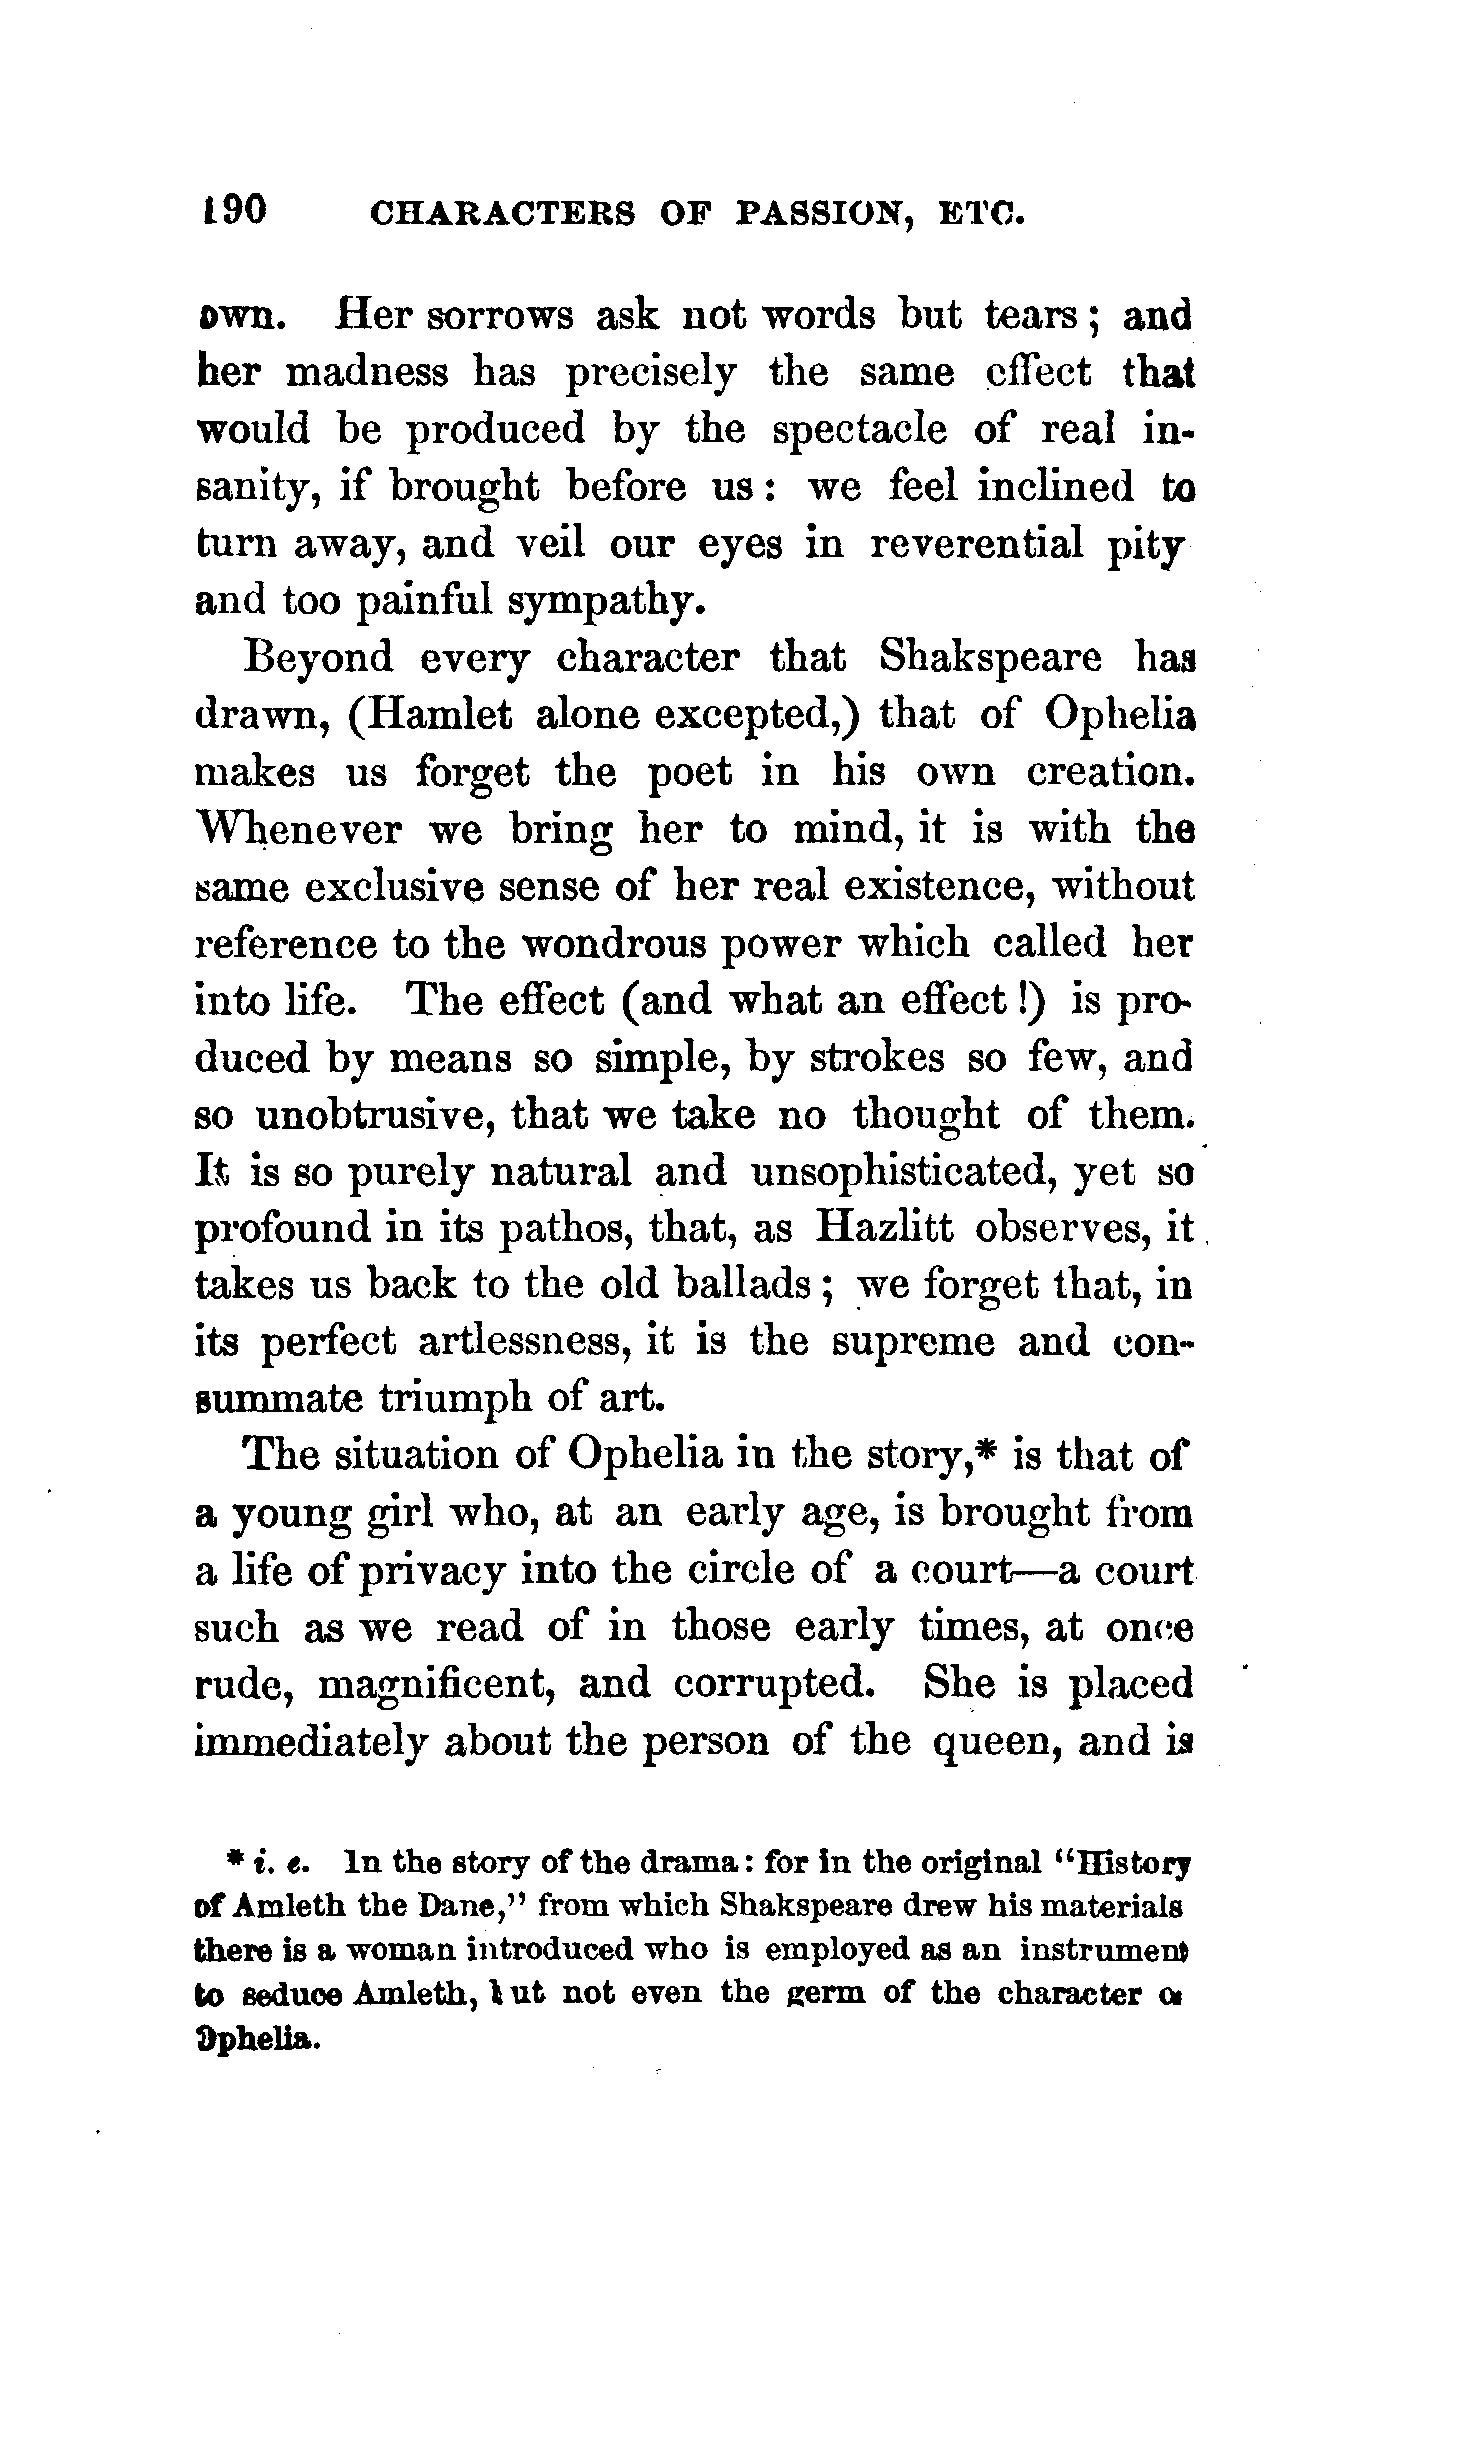 190 CHARACTERS OF PASSION, ETC.
own. Her sorrows ask not words but tears; and
her madness has precisely the same effect that
would be produced by the spectacle of real in-
sanity, if brought before us: we feel inclined to
turn away, and veil our eyes in reverential pity
and too painful sympathy.
Beyond every character that Shakspeare has
drawn, (Hamlet alone excepted,) that of Ophelia
makes us forget the poet in his own creation.
Whenever we bring her to mind, it is with the
same exclusive sense of her real existence, without
reference to the wondrous power which called her
into life. The effect (and what an effect!) is pro-
duced by means so simple, by strokes so few, and
so unobtrusive, that we take no thought of them.
It is so purely natural and unsophisticated, yet so
profound in its pathos, that, as Hazlitt observes, it
takes us back to the old ballads; we forget that, in
its perfect artlessness, it is the supreme and con-
summate triumph of art.
The situation of Ophelia in the story,* is that of
a young girl who, at an early age, is brought from
a life of privacy into the circle of a court—a court
such as we read of in those early times, at once
rude, magnificent, and corrupted. She is placed
immediately about the person of the queen, and is
* i. e. In the story of the drama: for in the original "History
of Amleth the Dane," from which Shakspeare drew his materials
there is a woman introduced who is employed as an instrument
to seduce Amleth, but not even the germ of the character of
Ophelia.